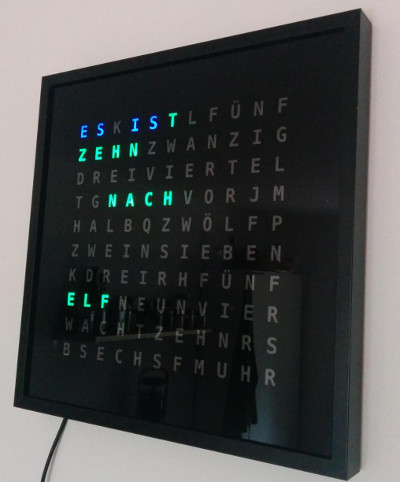 ESKISTLFÜNF
ZEHNZWANZIG
DREIVIERTEL
TGNACHVORJM
HALBQZWÖLFP
ZWEINSIEBEN
KDREIRHFÜNF
ELFNEUNVIER
WACHTZEHNRS
BSECHSFMUHR